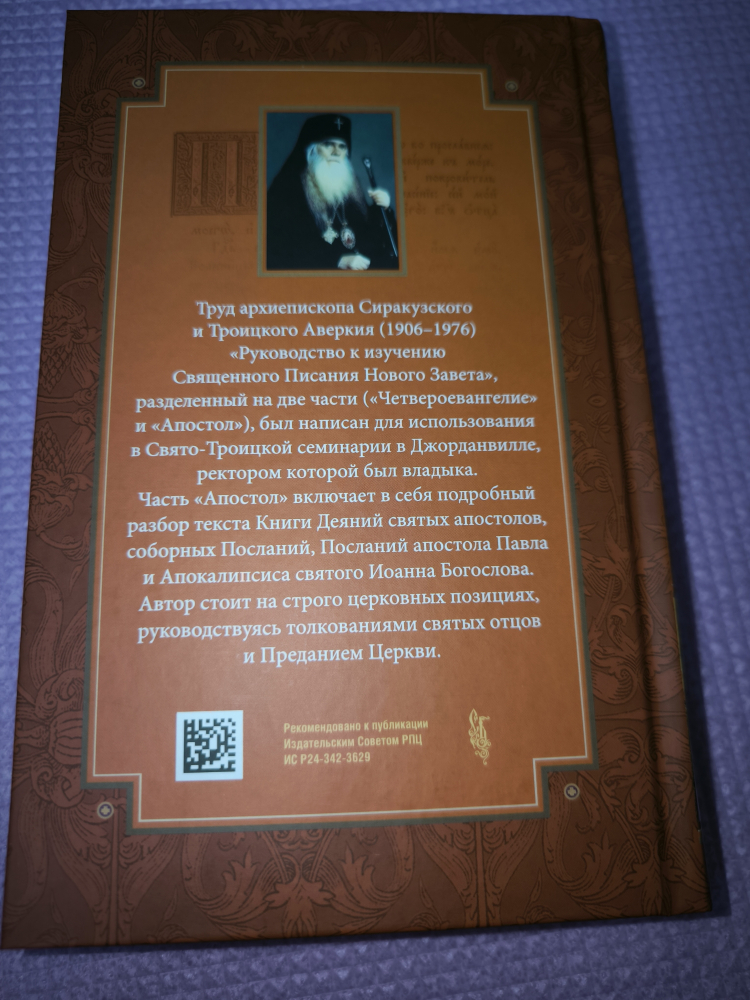 Труд архиепископа Сиракузского
и Троицкого Аверкия (1906–1976)
«Руководство к изучению
Священного Писания Нового Завета»,
разделенный на две части («Четвероевангелие»
и «Апостол»), был написан для использования
в Свято-Троицкой семинарии в Джорданвилле,
ректором которой был владыка.
Часть «Апостол» включает в себя подробный
разбор текста Книги Деяний святых апостолов,
соборных Посланий, Посланий апостола Павла
и Апокалипсиса святого Иоанна Богослова.
Автор стоит на строго церковных позициях,
руководствуясь толкованиями святых отцов
и Преданием Церкви.
Рекомендовано к публикации
Издательским Советом РПЦ
ИС Р24-342-3529